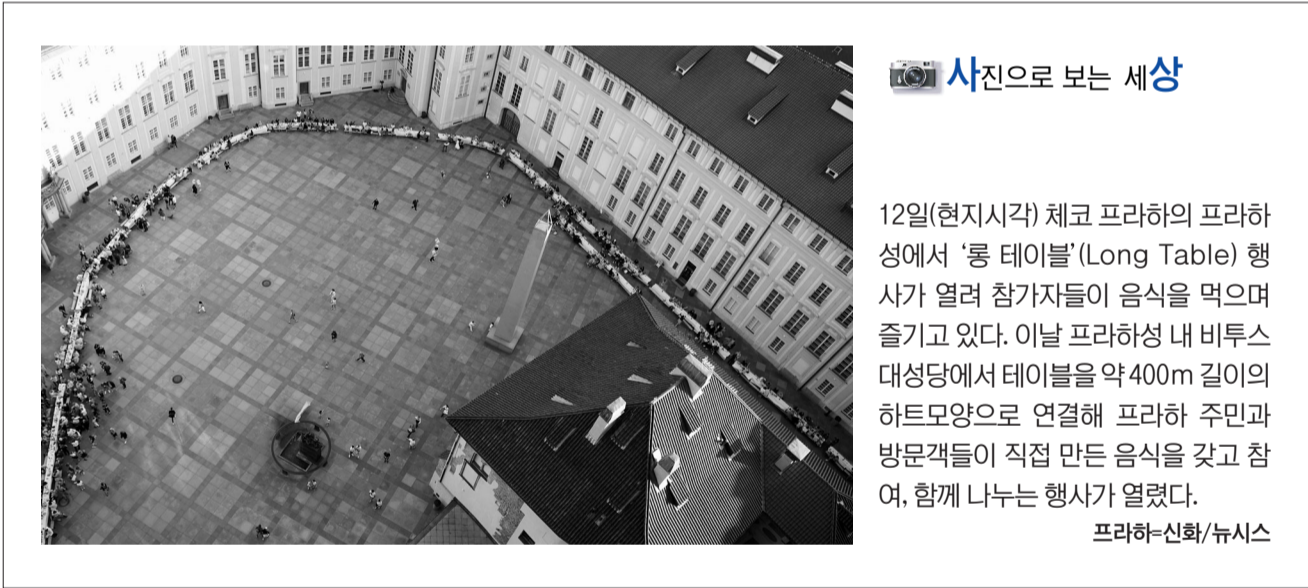 사진으로 보는 세상
12일(현지시각) 체코 프라하의 프라하
성에서 ‘롱 테이블’(Long Table) 행
사가 열려 참가자들이 음식을 먹으며
즐기고 있다. 이날 프라하성 내 비투스
대성당에서 테이블을 약 400m 길이의
하트모양으로 연결해 프라하 주민과
방문객들이 직접 만든 음식을 갖고 참
여, 함께 나누는 행사가 열렸다.
프라하=신화/뉴시스